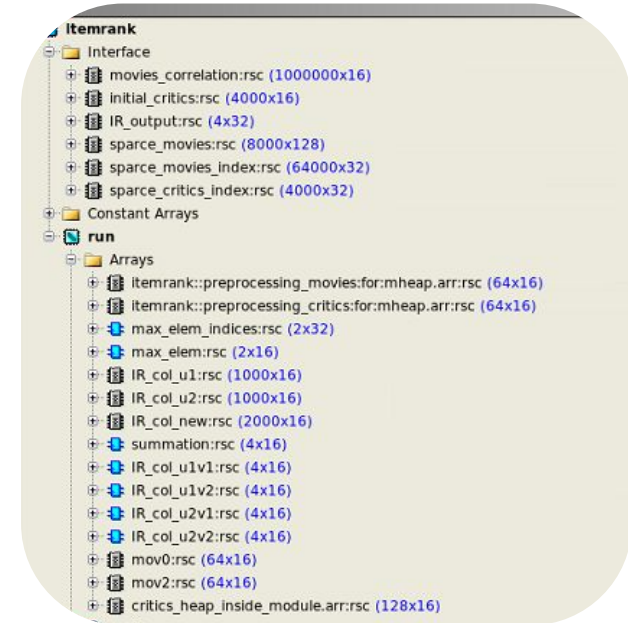 Itemrank
Interface
movies_correlation:rsc (1000000x16)
initial_critics:rsc (4000x16)
IR_output:rsc (4x32)
sparce_movies:rsc (8000x128)
sparce_movies_index:rsc (64000x32)
sparce_critics_index:rsc (4000x32)
Constant Arrays
run
Arrays
itemrank::preprocessing_movies:for:mheap.arr:rsc (64x16)
itemrank::preprocessing_critics:for:mheap.arr:rsc (64x16)
max_elem_indices:rsc (2x32)
max_elem:rsc (2x16)
IR_col_u1:rsc (1000x16)
IR_col_u2:rsc (1000x16)
IR_col_new:rsc (2000x16)
summation:rsc (4x16)
IR_col_u1v1:rsc (4x16)
IR_col_u1v2:rsc (4x16)
IR_col_u2v1:rsc (4x16)
IR_col_u2v2:rsc (4x16)
mov0:rsc (64x16)
mov2:rsc (64x16)
critics_heap_inside_module.arr:rsc (128x16)